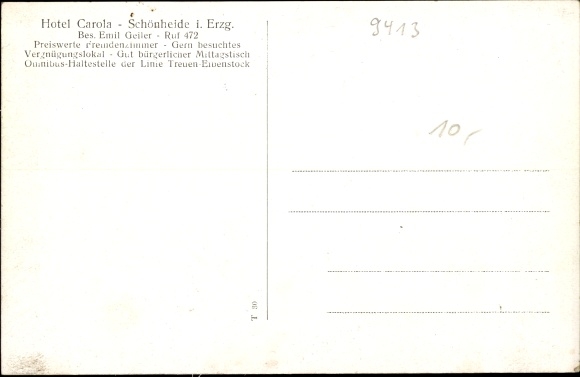 Hotel Carola - Schönheide i. Erzg.
Bes. Emil Geiler - Ruf 472
Preiswerte Fremdenzimmer - Gern besuchtes
Vergnügungslokal - Gut bürgerlicher Mittagstisch
Omnibus-Haltestelle der Linie Treuen-Eibenstock
9413
10,-
T 30